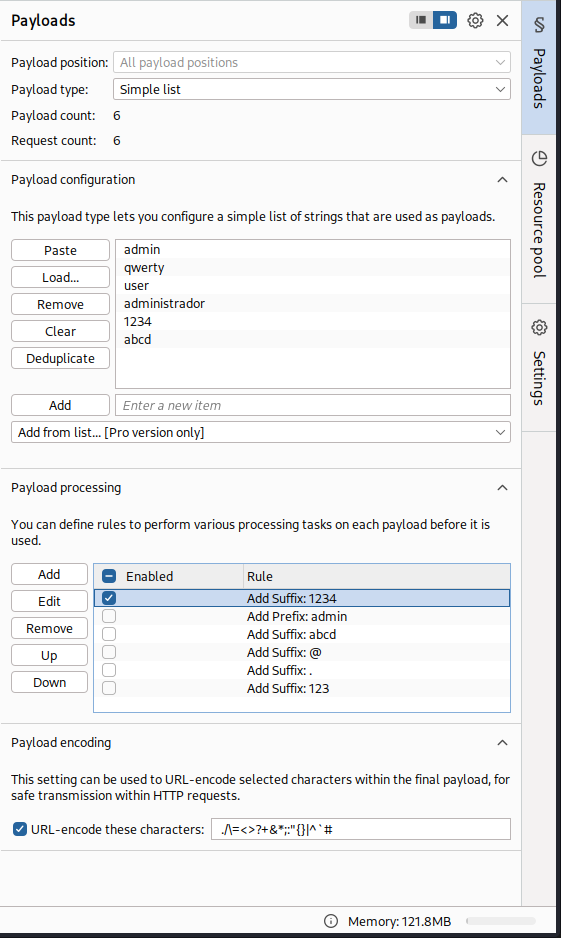 Payloads
Payload position: All payload positions
Payload type: Simple list
Payload count: 6
Request count: 6
Payload configuration
This payload type lets you configure a simple list of strings that are used as payloads.
Paste
Load...
Remove
Clear
Deduplicate
admin
qwerty
user
administrador
1234
abcd
Add
Enter a new item
Add from list... [Pro version only]
Payload processing
You can define rules to perform various processing tasks on each payload before it is
used.
Add
Edit
Remove
Up
Down
Enabled Rule
Add Suffix: 1234
Add Prefix: admin
Add Suffix: abcd
Add Suffix: @
Add Suffix: .
Add Suffix: 123
Payload encoding
This setting can be used to URL-encode selected characters within the final payload, for
safe transmission within HTTP requests.
URL-encode these characters: ./\=<>?+&*;:"{}|^`#
Payloads
Resource pool
Settings
Memory: 121.8MB